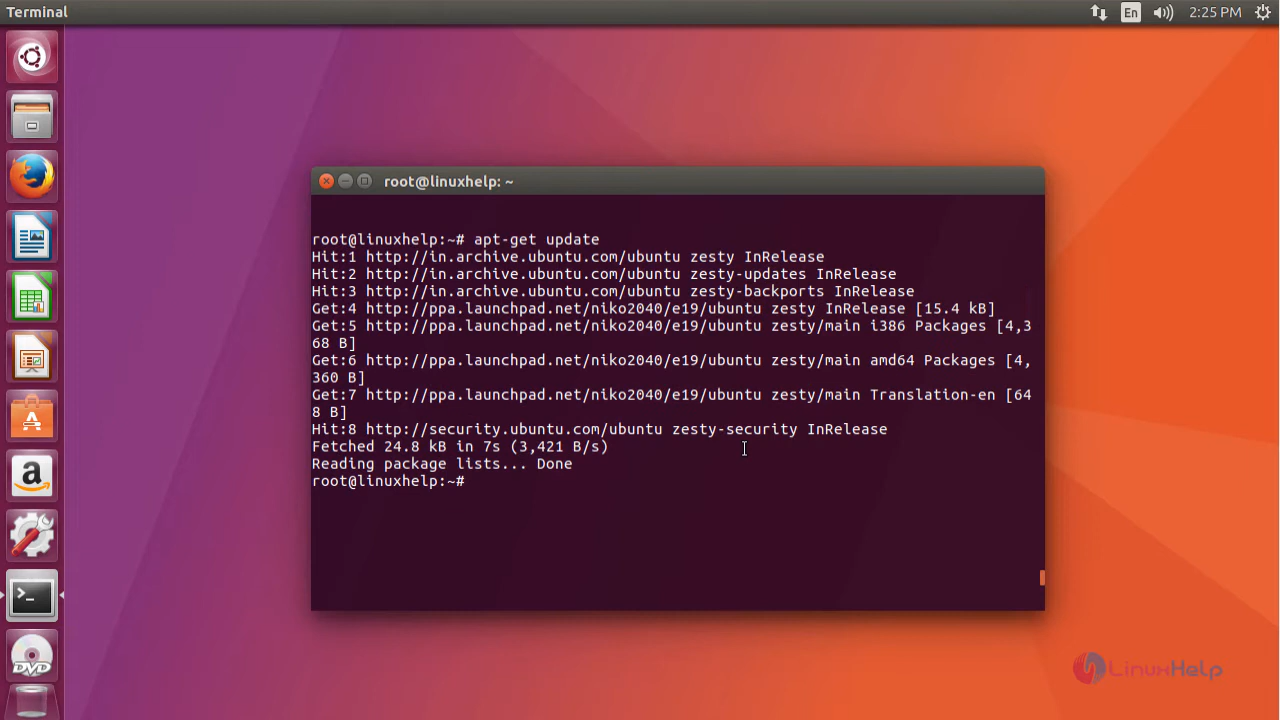 Terminal
En
2:25 PM
root@linuxhelp: ~
root@linuxhelp:~# apt-get update
Hit:1 http://in.archive.ubuntu.com/ubuntu zesty InRelease
Hit:2 http://in.archive.ubuntu.com/ubuntu zesty-updates InRelease
Hit:3 http://in.archive.ubuntu.com/ubuntu zesty-backports InRelease
Get:4 http://ppa.launchpad.net/niko2040/e19/ubuntu zesty InRelease [15.4 kB]
Get:5 http://ppa.launchpad.net/niko2040/e19/ubuntu zesty/main i386 Packages [4,3
68 B]
Get:6 http://ppa.launchpad.net/niko2040/e19/ubuntu zesty/main amd64 Packages [4,
360 B]
Get:7 http://ppa.launchpad.net/niko2040/e19/ubuntu zesty/main Translation-en [64
8 B]
Hit:8 http://security.ubuntu.com/ubuntu zesty-security InRelease
Fetched 24.8 kB in 7s (3,421 B/s)
Reading package lists... Done
root@linuxhelp:~#
>_
DVD
LinuxHelp